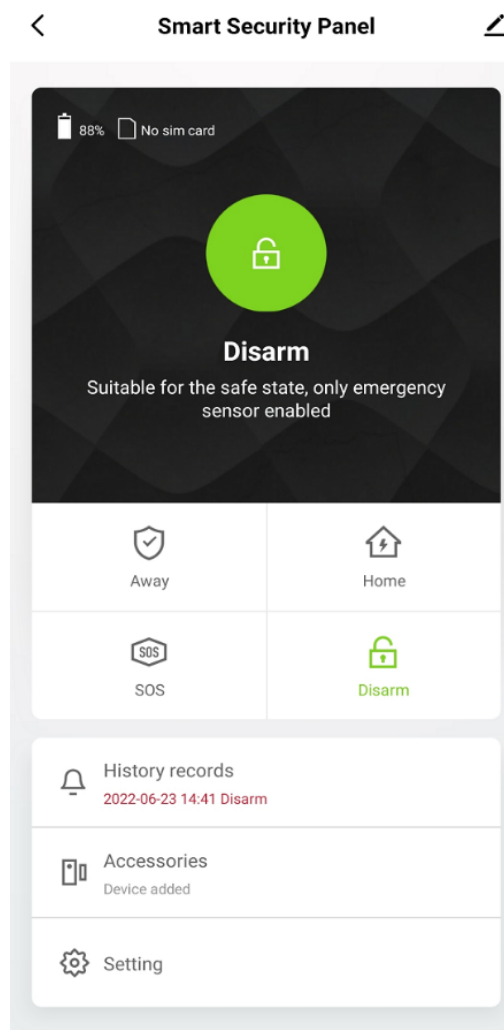 Smart Security Panel
88% No sim card
Disarm
Suitable for the safe state, only emergency
sensor enabled
Away
Home
SOS
SOS
Disarm
History records
2022-06-23 14:41 Disarm
Accessories
Device added
Setting